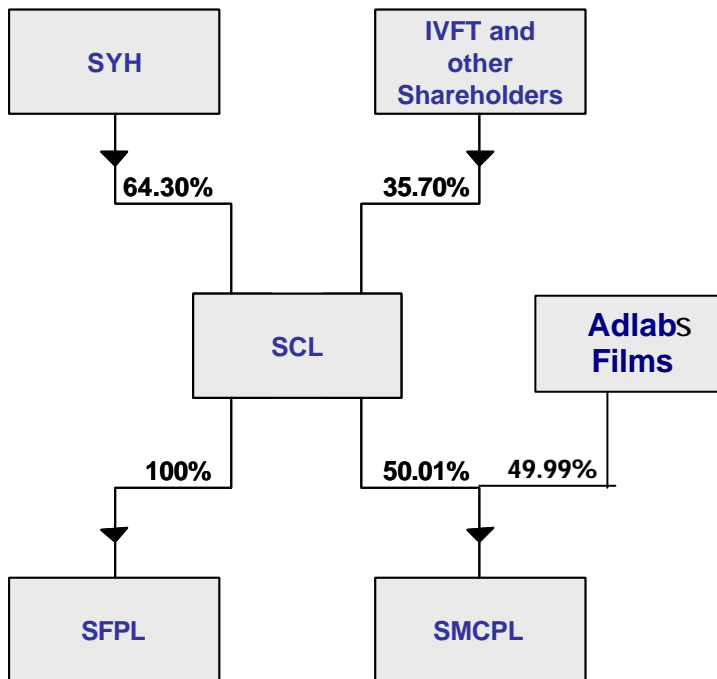 SYH
IVFT and
other
Shareholders
64.30%
35.70%
SCL
Adlabs
Films
100%
50.01%
49.99%
SFPL
SMCPL